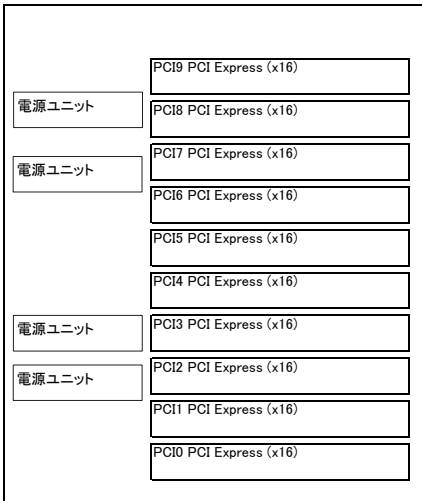 PCI9 PCI Express (x16)
電源ユニット
PCI8 PCI Express (x16)
PCI7 PCI Express (x16)
電源ユニット
PCI6 PCI Express (x16)
PCI5 PCI Express (x16)
PCI4 PCI Express (x16)
電源ユニット
PCI3 PCI Express (x16)
電源ユニット
PCI2 PCI Express (x16)
PCI1 PCI Express (x16)
PCI0 PCI Express (x16)